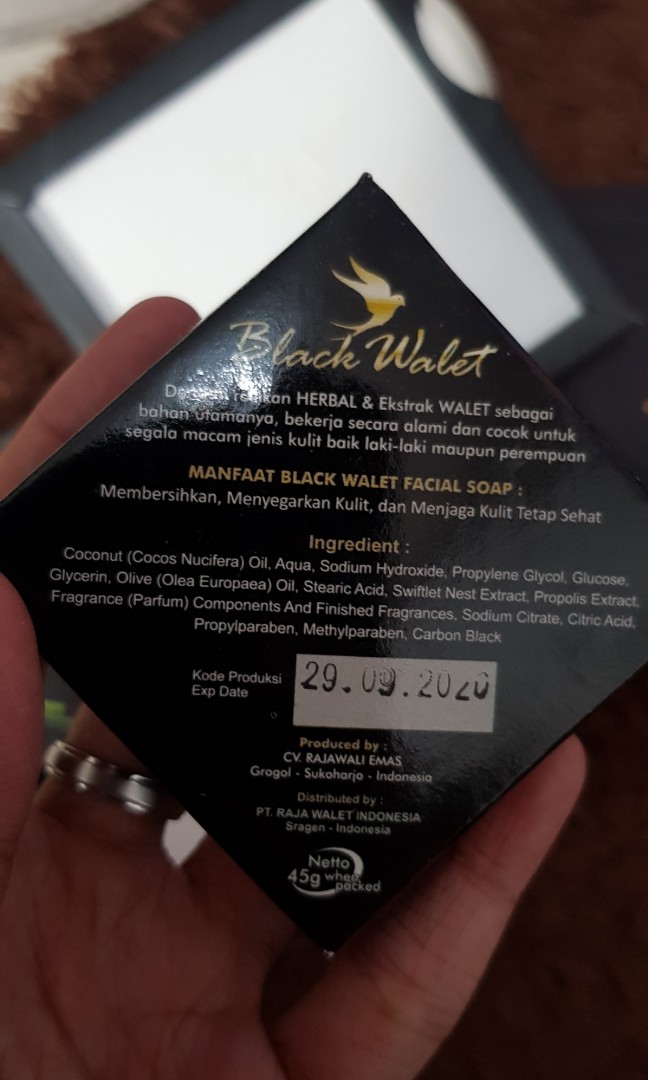 Black Walet
HERBAL & Ekstrak WALET sebagai
bahan utamanya, bekerja secara alami dan cocok untuk
segala macam jenis kulit baik laki-laki maupun perempuan
MANFAAT BLACK WALET FACIAL SOAP :
Membersihkan, Menyegarkan Kulit, dan Menjaga Kulit Tetap Sehat
Ingredient :
Coconut (Cocos Nucifera) Oil, Aqua, Sodium Hydroxide, Propylene Glycol, Glucose,
Glycerin, Olive (Olea Europaea) Oil, Stearic Acid, Swiftlet Nest Extract, Propolis Extract,
Fragrance (Parfum) Components And Finished Fragrances, Sodium Citrate, Citric Acid,
Propylparaben, Methylparaben, Carbon Black
Kode Produksi
Exp Date
29.09.2020
Produced by :
CV. RAJAWALI EMAS
Grogol - Sukoharjo - Indonesia
Distributed by :
PT. RAJA WALET INDONESIA
Sragen - Indonesia
Netto
45g when
packed